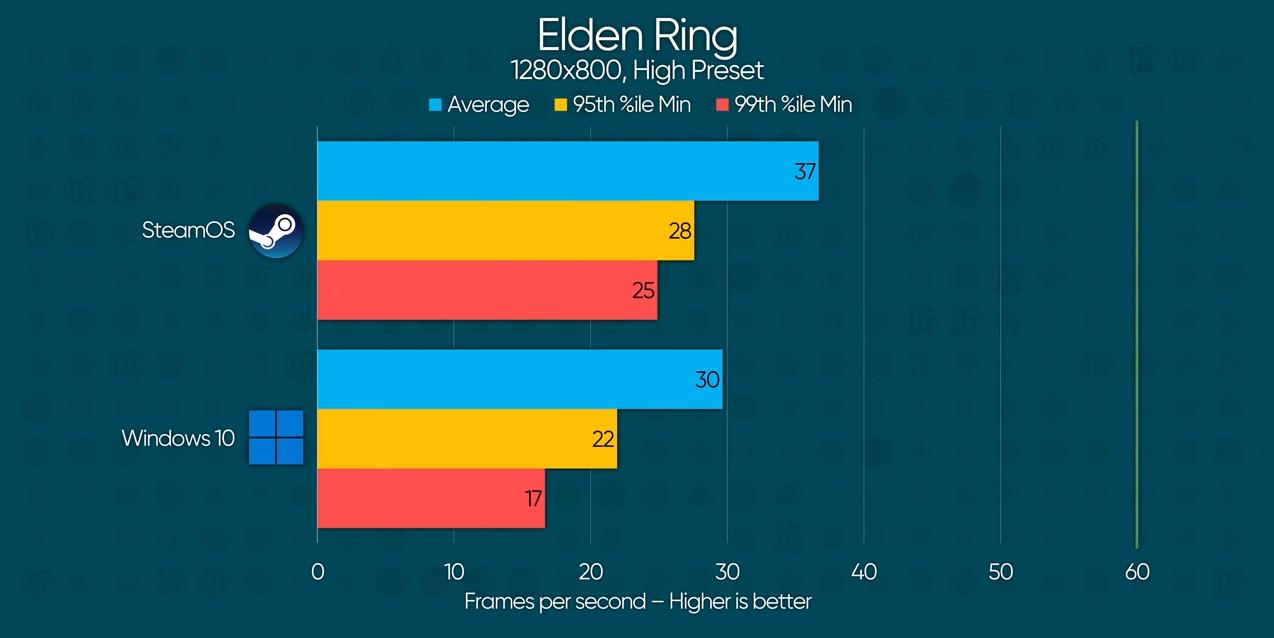 Elden Ring
1280x800, High Preset
Average 95th %ile Min 99th %ile Min
37
SteamOS 28
25
30
Windows 10 22
17
0 10 20 30 40 50 60
Frames per second – Higher is better